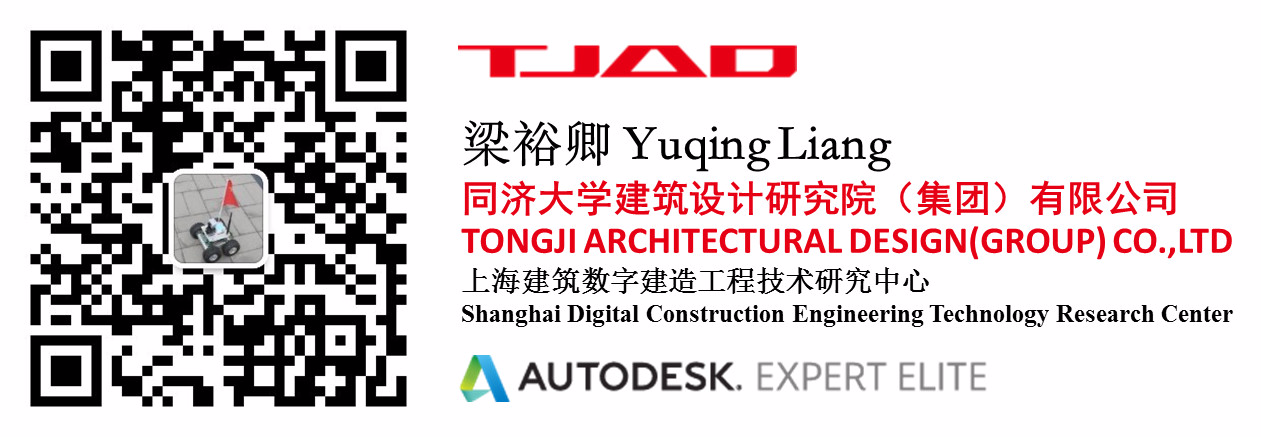 TJAD
梁裕卿 Yuqing Liang
同济大学建筑设计研究院（集团）有限公司
TONGJI ARCHITECTURAL DESIGN(GROUP) CO.,LTD
上海建筑数字建造工程技术研究中心
Shanghai Digital Construction Engineering Technology Research Center
AUTODESK. EXPERT ELITE